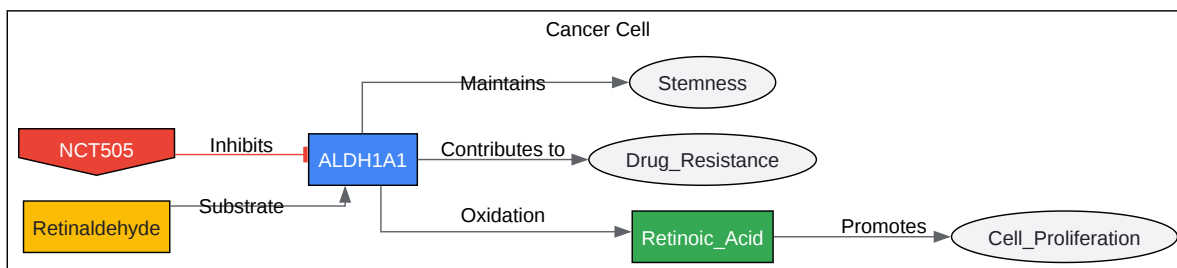 Cancer Cell
Maintains
Stemness
NCT505
Inhibits
ALDH1A1
Contributes to
Drug_Resistance
Retinaldehyde
Substrate
Oxidation
Retinoic_Acid
Promotes
Cell_Proliferation